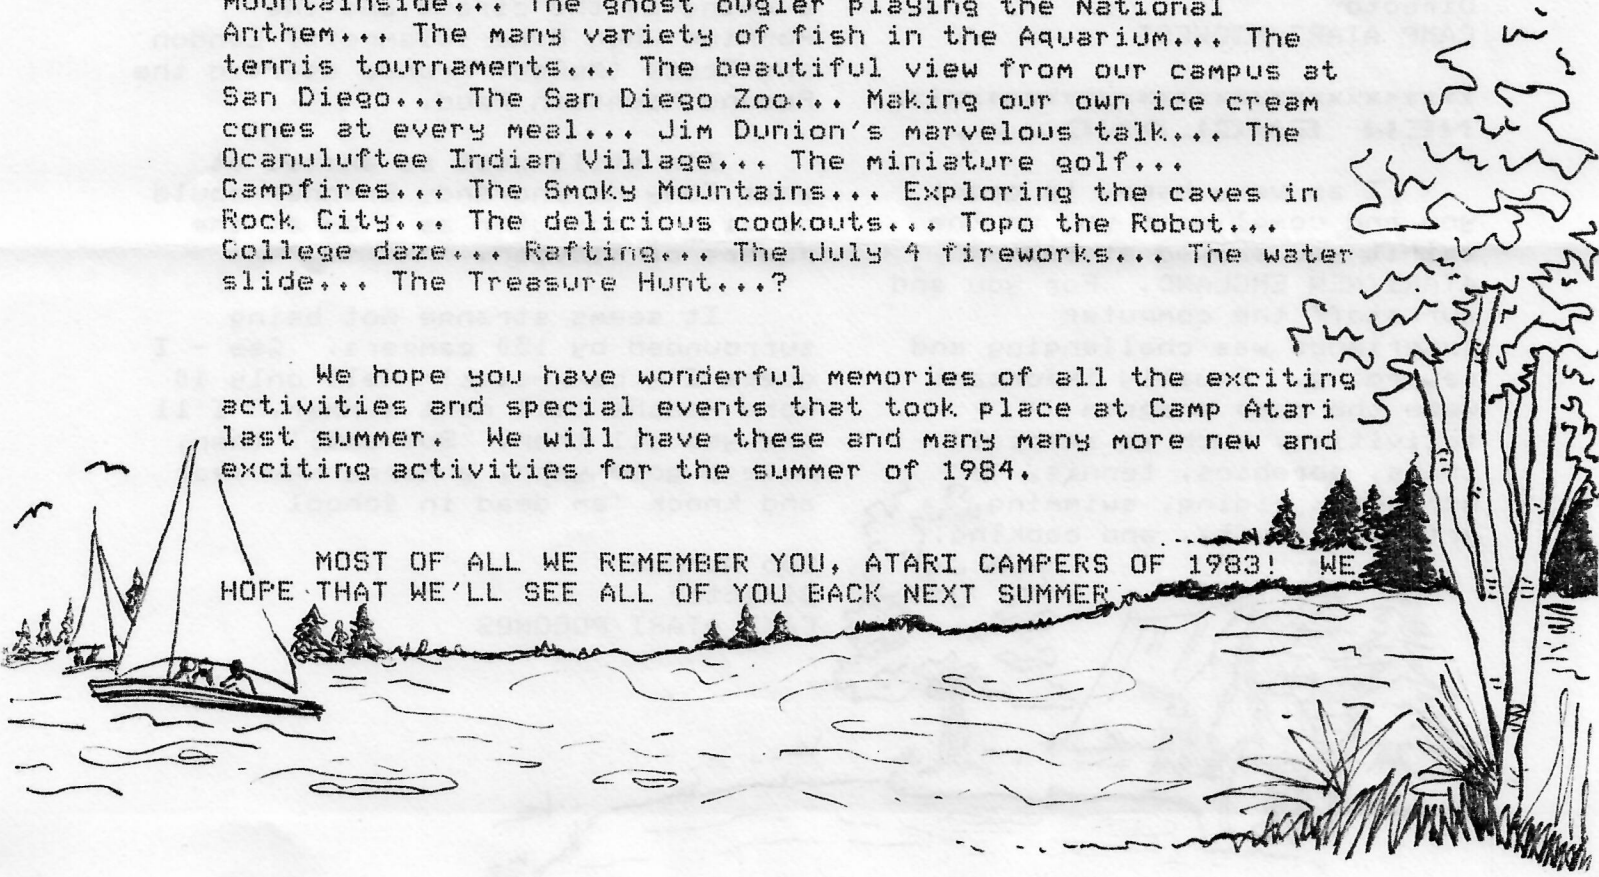 Mountainside... The ghost bugler playing the National
Anthem... The many variety of fish in the Aquarium... The
tennis tournaments... The beautiful view from our campus at
San Diego... The San Diego Zoo... Making our own ice cream
cones at every meal... Jim Dunion's marvelous talk... The
Ocanuluftee Indian Village... The miniature golf...
Campfires... The Smoky Mountains... Exploring the caves in
Rock City... The delicious cookouts... Topo the Robot...
College daze... Rafting... The July 4 fireworks... The water
slide... The Treasure Hunt...?
We hope you have wonderful memories of all the exciting
activities and special events that took place at Camp Atari
last summer. We will have these and many many more new and
exciting activities for the summer of 1984.
MOST OF ALL WE REMEMBER YOU, ATARI CAMPERS OF 1983! WE
HOPE THAT WE'LL SEE ALL OF YOU BACK NEXT SUMMER.